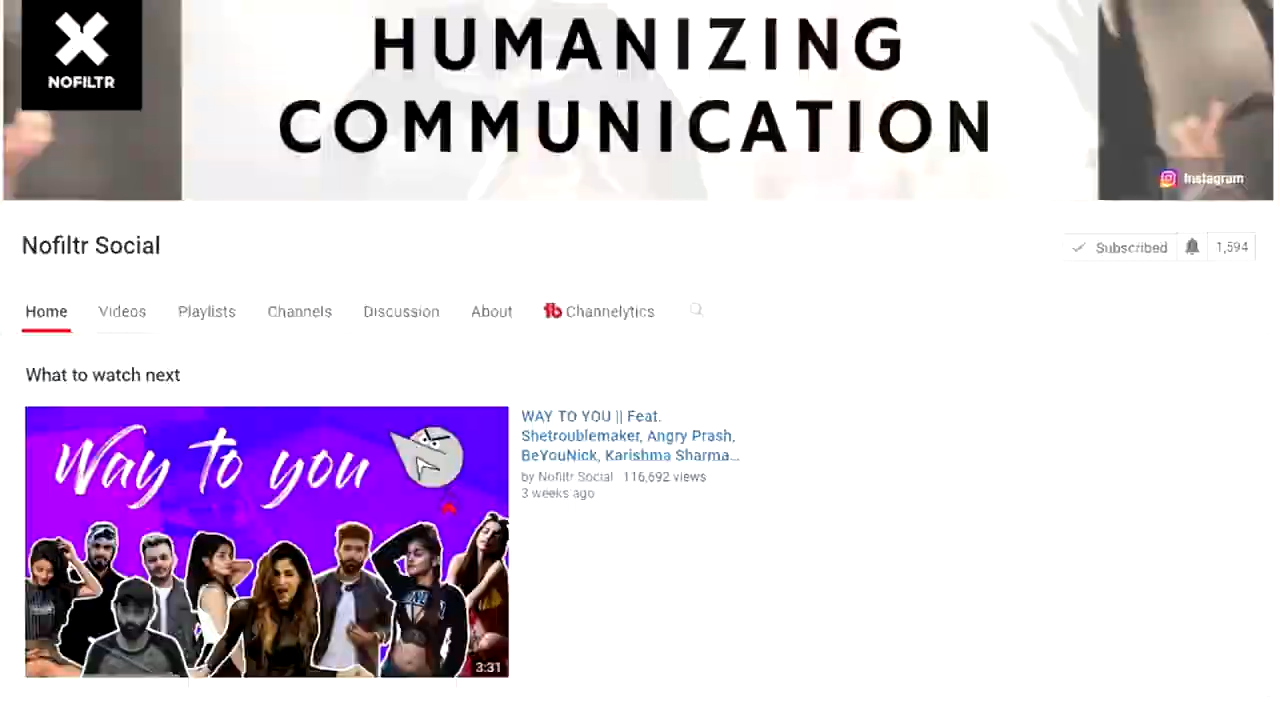 HUMANIZING
COMMUNICATION
NOFILTR
Instagram
Nofiltr Social
Subscribed 1,594
Home Videos Playlists Channels Discussion About tb Channelytics
What to watch next
Way to you
3:31
WAY TO YOU || Feat.
Shetroublemaker, Angry Prash,
BeYouNick, Karishma Sharma...
by Nofiltr Social 116,692 views
3 weeks ago